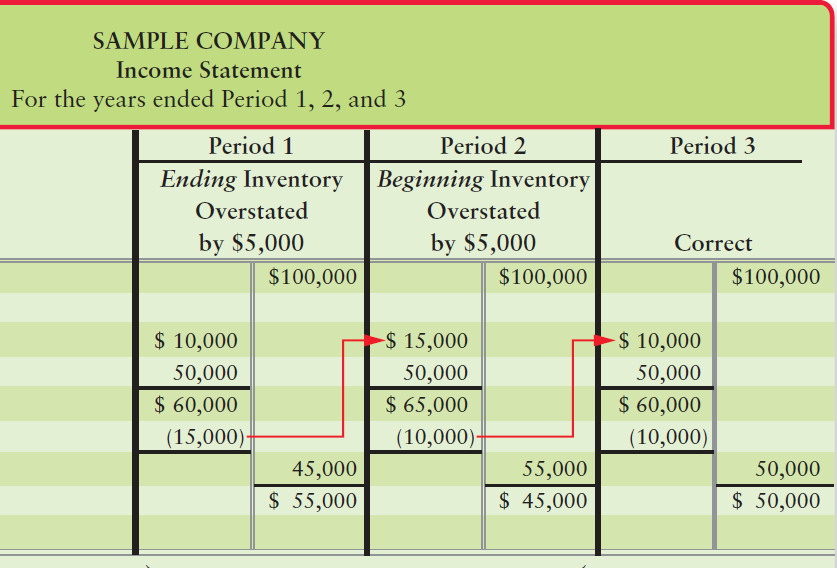 SAMPLE COMPANY
Income Statement
For the years ended Period 1, 2, and 3
Period 1 Period 2 Period 3
Ending Inventory Beginning Inventory
Overstated Overstated
by $5,000 by $5,000 Correct
$100,000 $100,000 $100,000
$ 10,000 $ 15,000 $ 10,000
50,000 50,000 50,000
$ 60,000 $ 65,000 $ 60,000
(15,000) (10,000) (10,000)
45,000 55,000 50,000
$ 55,000 $ 45,000 $ 50,000